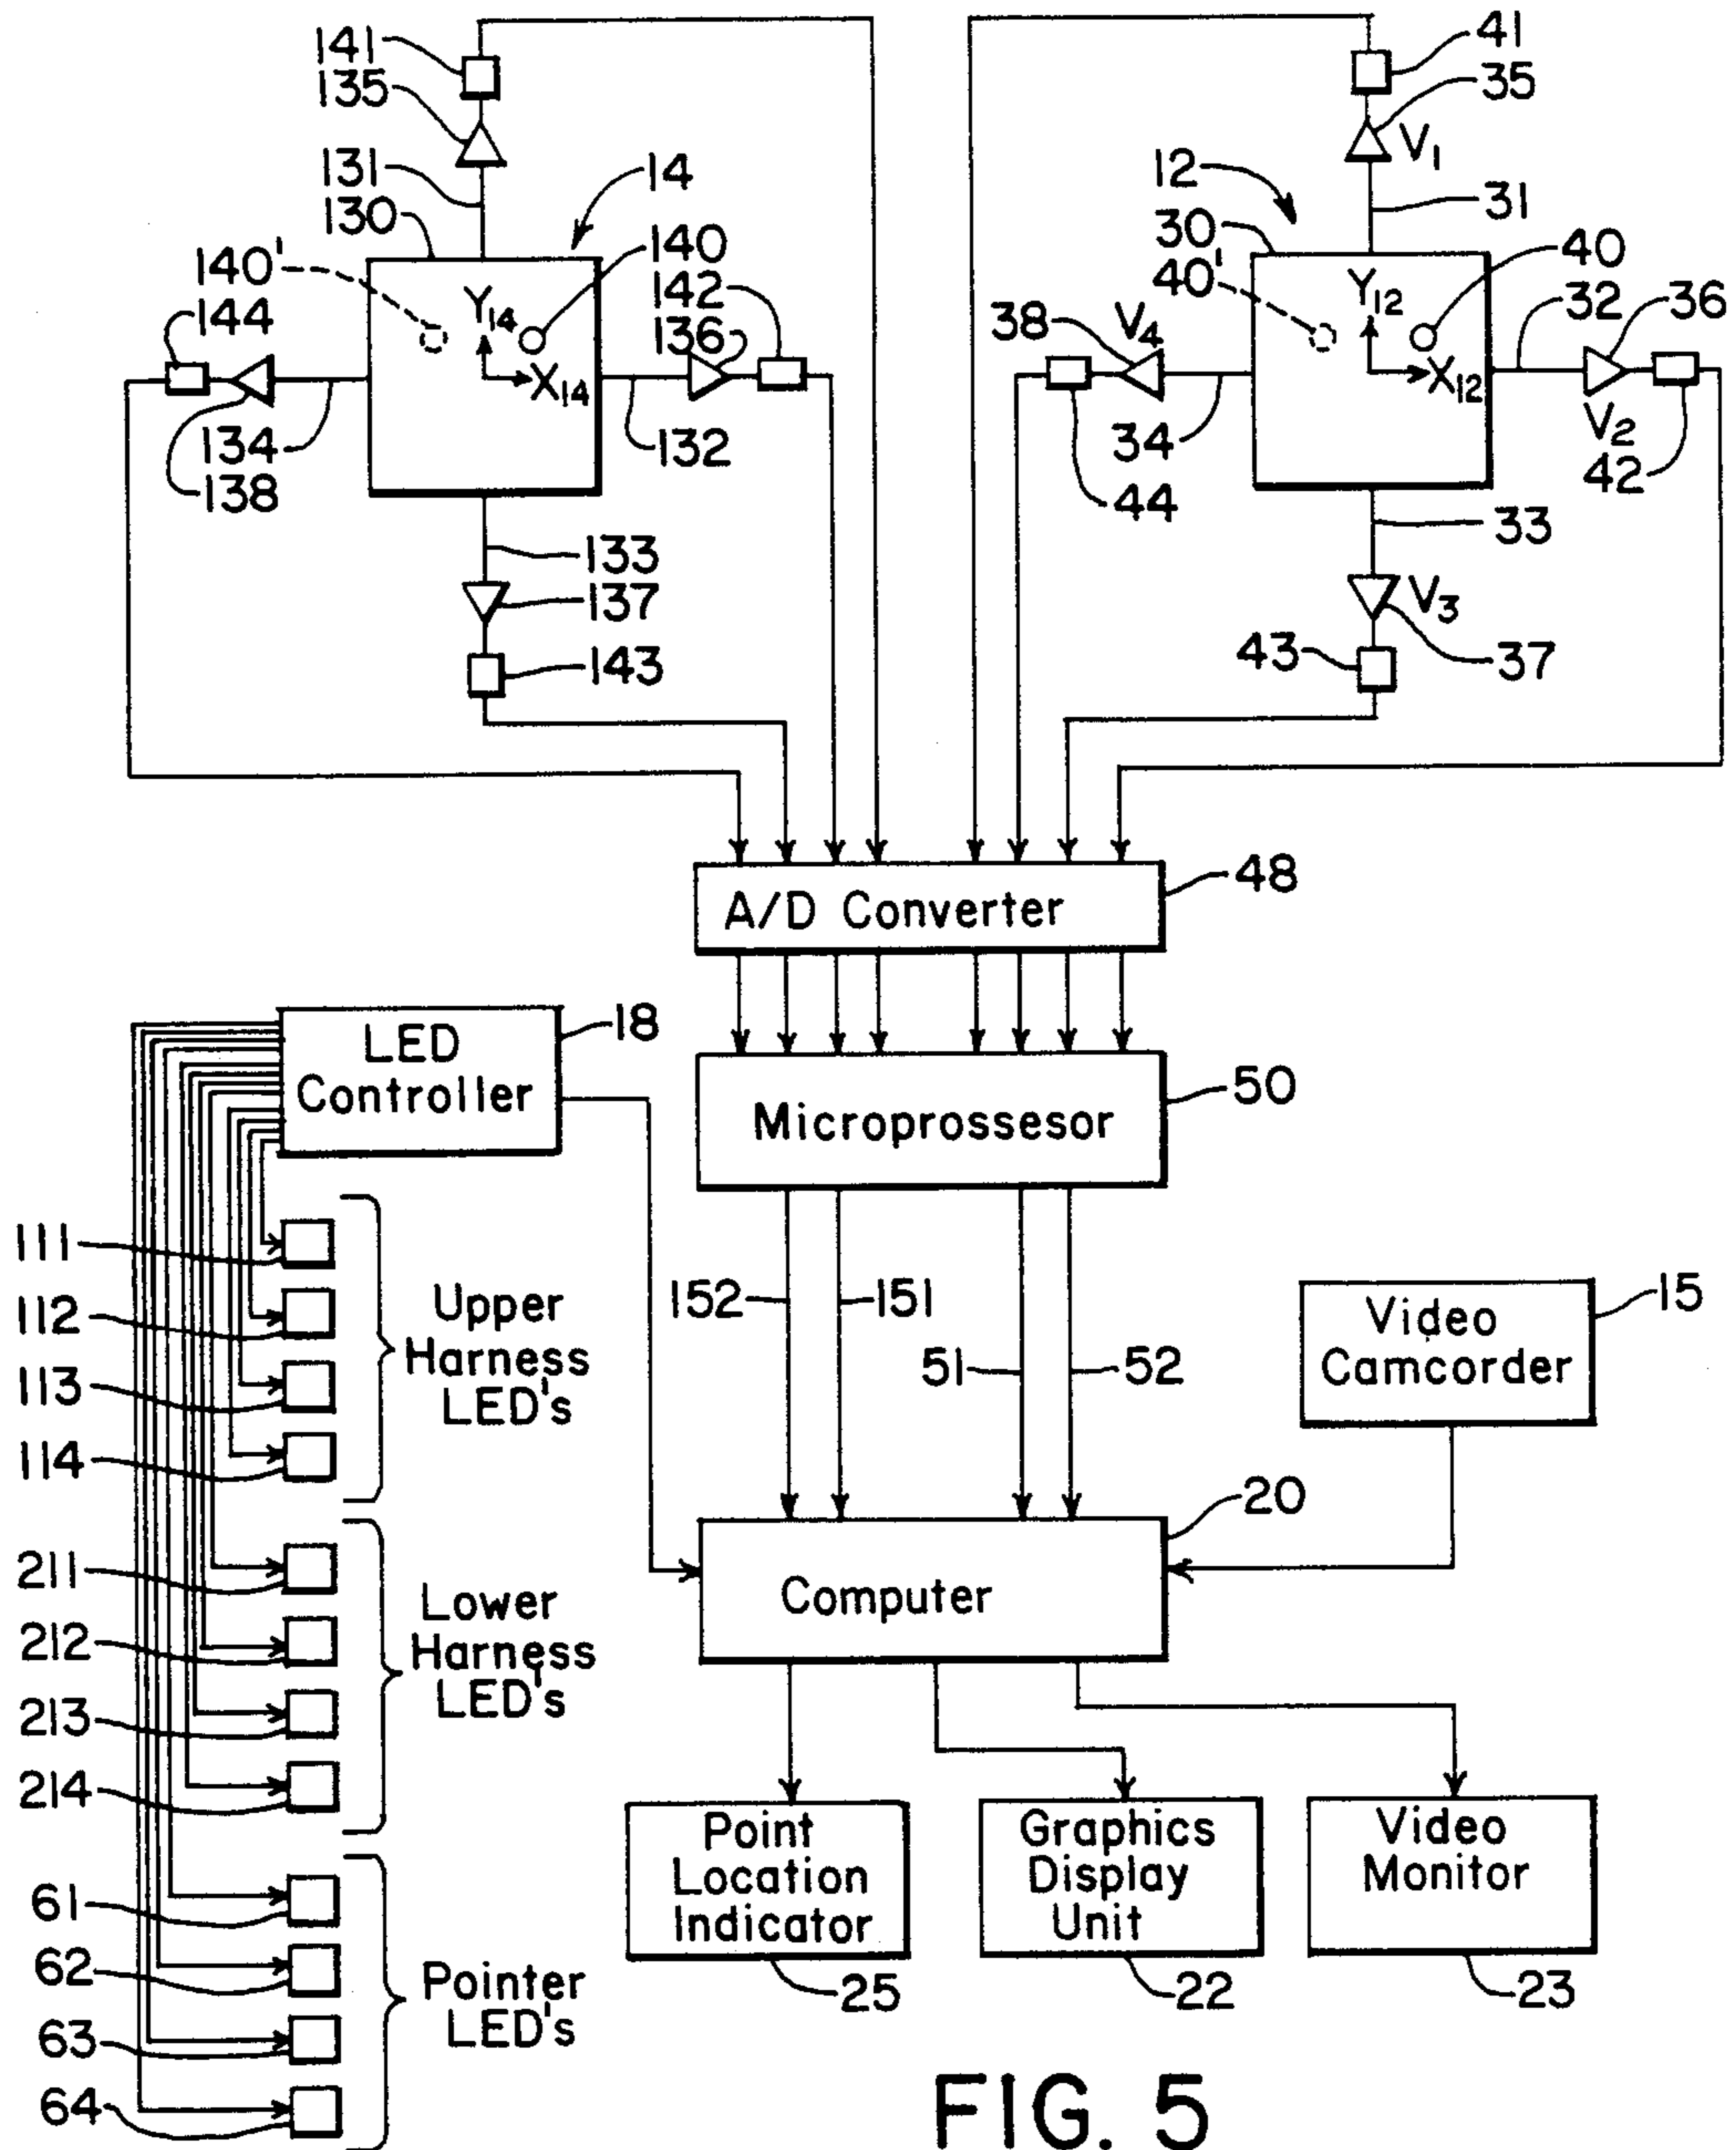 141
135
131
130
14
140'
140
142
136
144
Y14
X14
134
138
132
133
137
143
41
35
V1
12
31
30
40'
40
Y12
X12
32
36
38
V4
V2
34
44
42
33
V3
43
37
A/D Converter
48
LED
Controller
18
Microprossesor
50
111
112
113
114
Upper
Harness
LED's
152
151
51
52
Video
Camcorder
15
211
212
213
214
Lower
Harness
LED's
Computer
20
61
62
63
64
Pointer
LED's
Point
Location
Indicator
25
Graphics
Display
Unit
22
Video
Monitor
23
FIG. 5